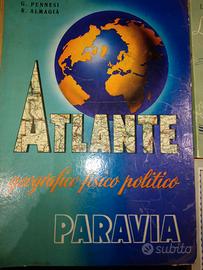 G. PENNESI
R. ALMAGIÀ
ATLANTE
geografico fisico politico
PARAVIA
subito